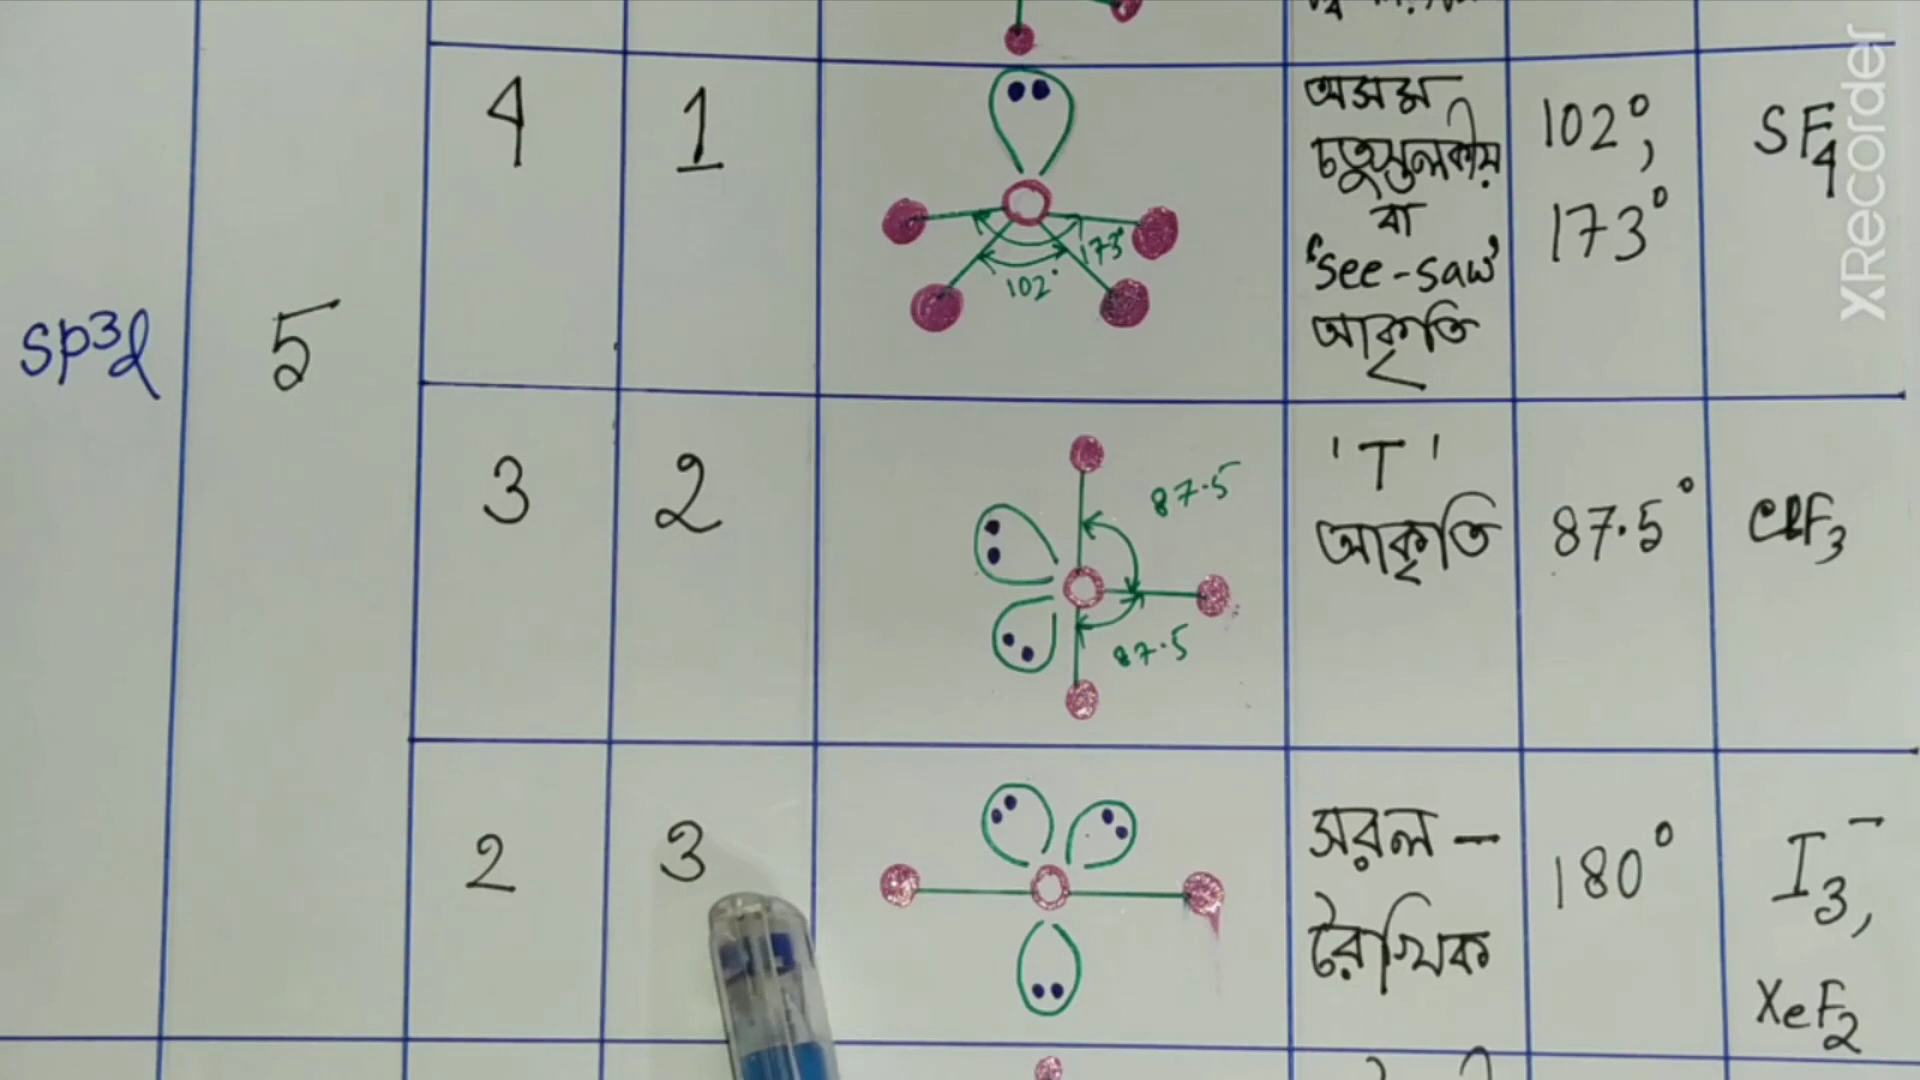 sp³d
5
4
1
102°
173°
অসম
চতুস্তলকীয়
বা
'see-saw'
আকৃতি
102°,
173°
SF₄
3
2
87.5
87.5
'T'
আকৃতি
87.5°
ClF₃
2
3
সরল-
রৈখিক
180°
I₃⁻,
XeF₂
XRecorder